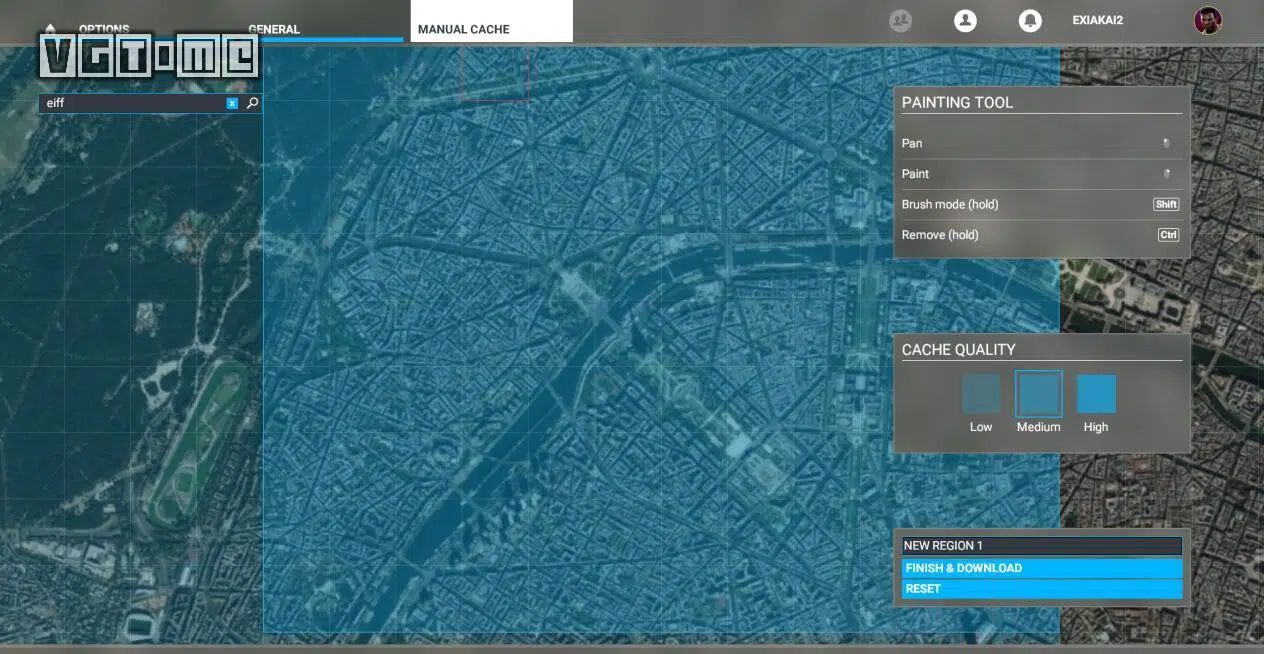 OPTIONS
GENERAL
MANUAL CACHE
EXIAKAI2
VGTIME
eiff
x
PAINTING TOOL
Pan
Paint
Brush mode (hold)
Shift
Remove (hold)
Ctrl
CACHE QUALITY
Low
Medium
High
NEW REGION 1
FINISH & DOWNLOAD
RESET